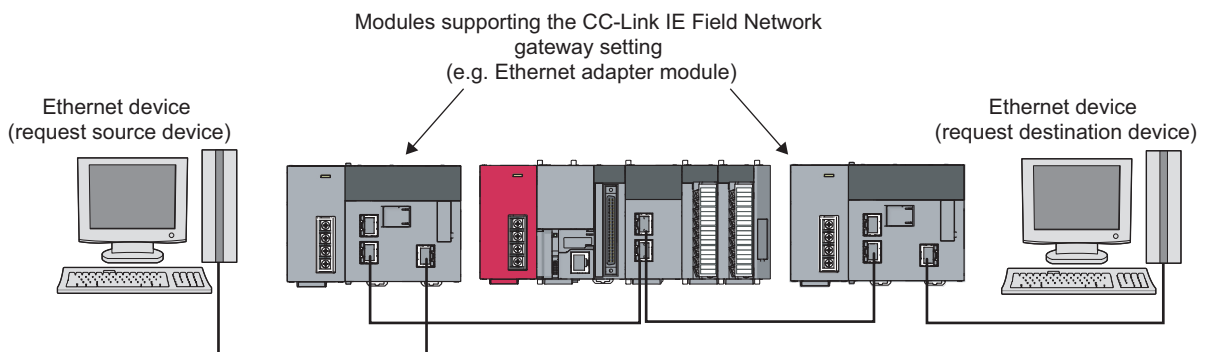 Modules supporting the CC-Link IE Field Network
gateway setting
(e.g. Ethernet adapter module)
Ethernet device
(request source device)
Ethernet device
(request destination device)